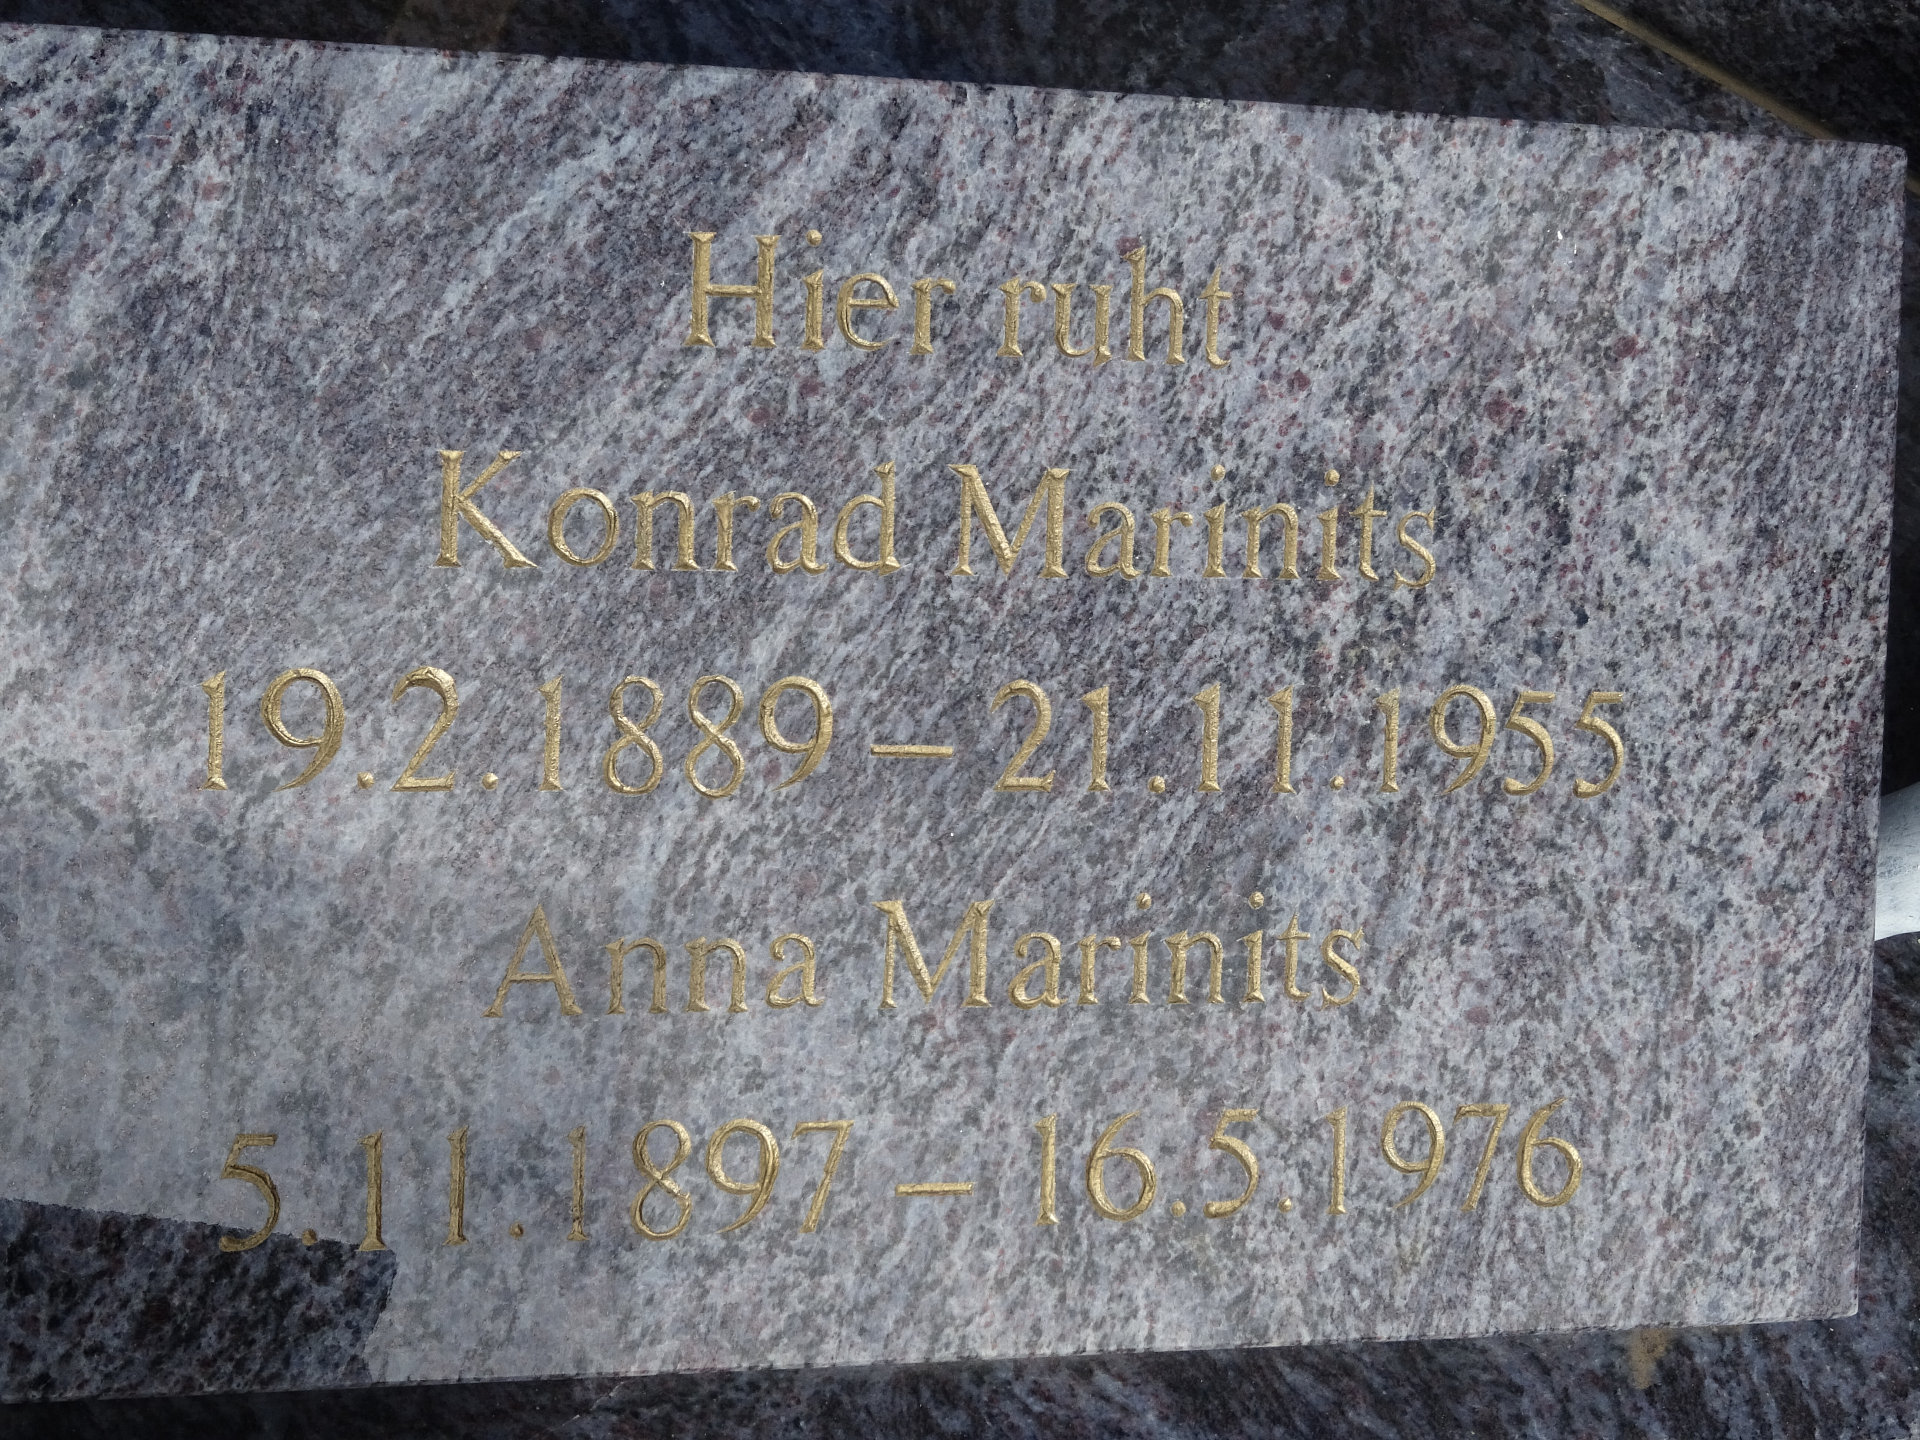 Hier ruht
Konrad Marinits
19.2.1889 – 21.11.1955
Anna Marinits
5.11.1897 – 16.5.1976